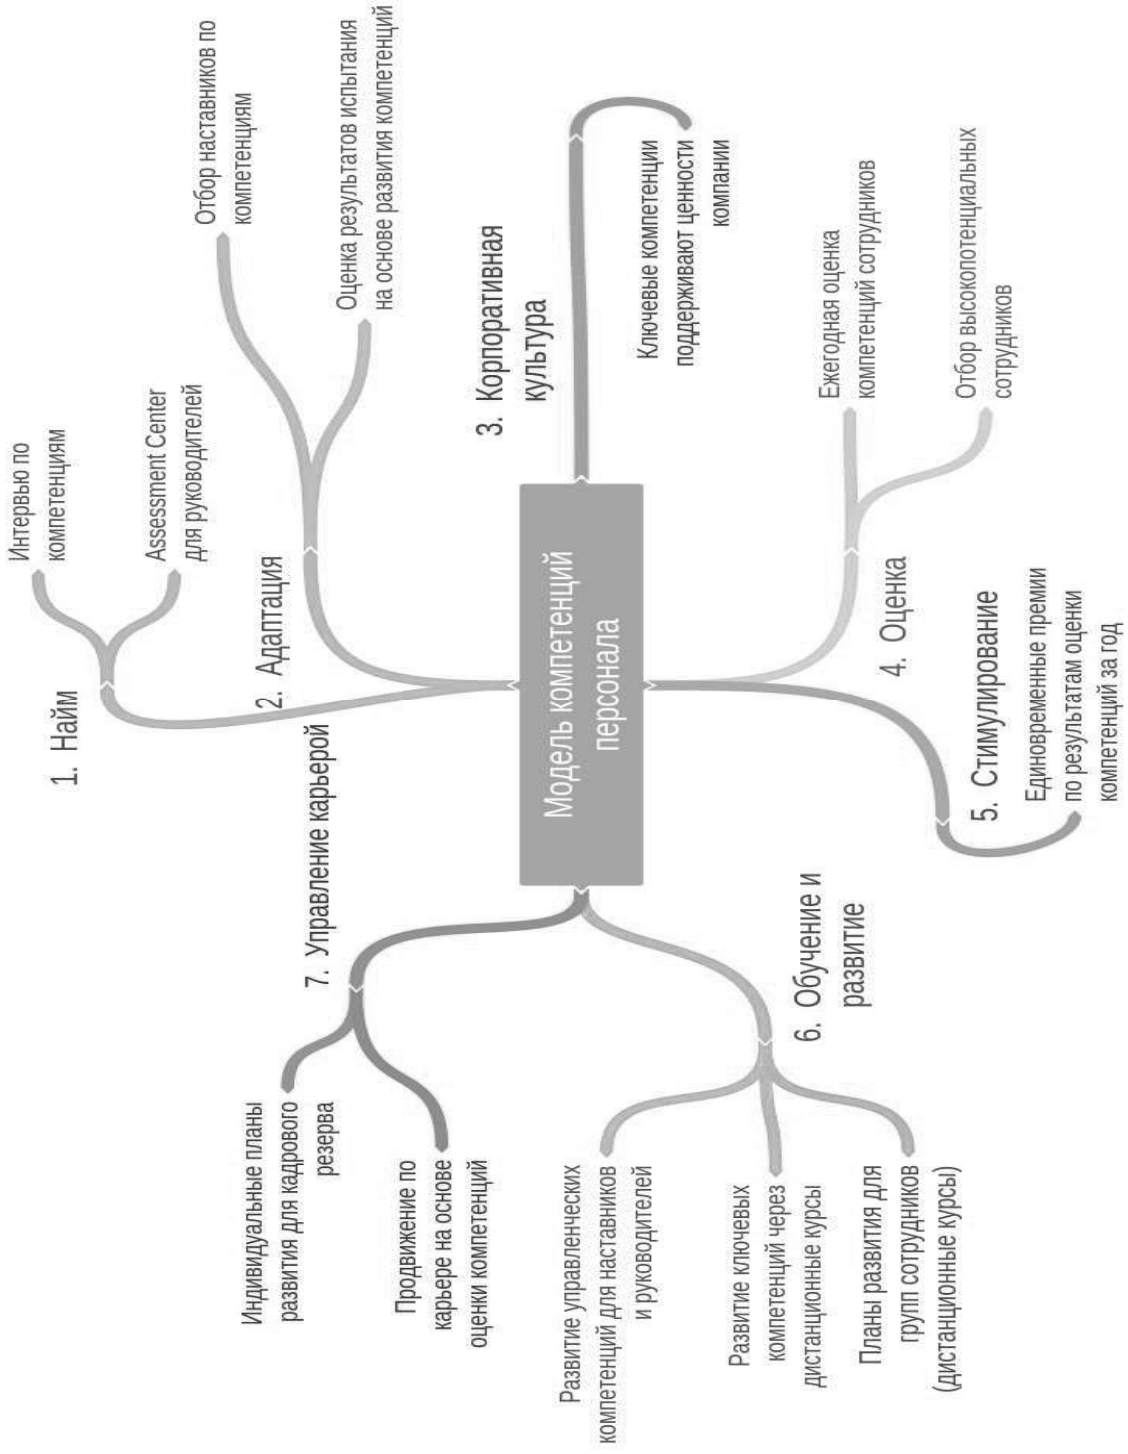 1. Найм
Интервью по
компетенциям
Assessment Center
для руководителей
2. Адаптация
Отбор наставников по
компетенциям
Оценка результатов испытания
на основе развития компетенций
3. Корпоративная
культура
Ключевые компетенции
поддерживают ценности
компании
Модель компетенций
персонала
4. Оценка
Ежегодная оценка
компетенций сотрудников
Отбор высокопотенциальных
сотрудников
5. Стимулирование
Единовременные премии
по результатам оценки
компетенций за год
6. Обучение и
развитие
Развитие управленческих
компетенций для наставников
и руководителей
Развитие ключевых
компетенций через
дистанционные курсы
Планы развития для
групп сотрудников
(дистанционные курсы)
7. Управление карьерой
Индивидуальные планы
развития для кадрового
резерва
Продвижение по
карьере на основе
оценки компетенций